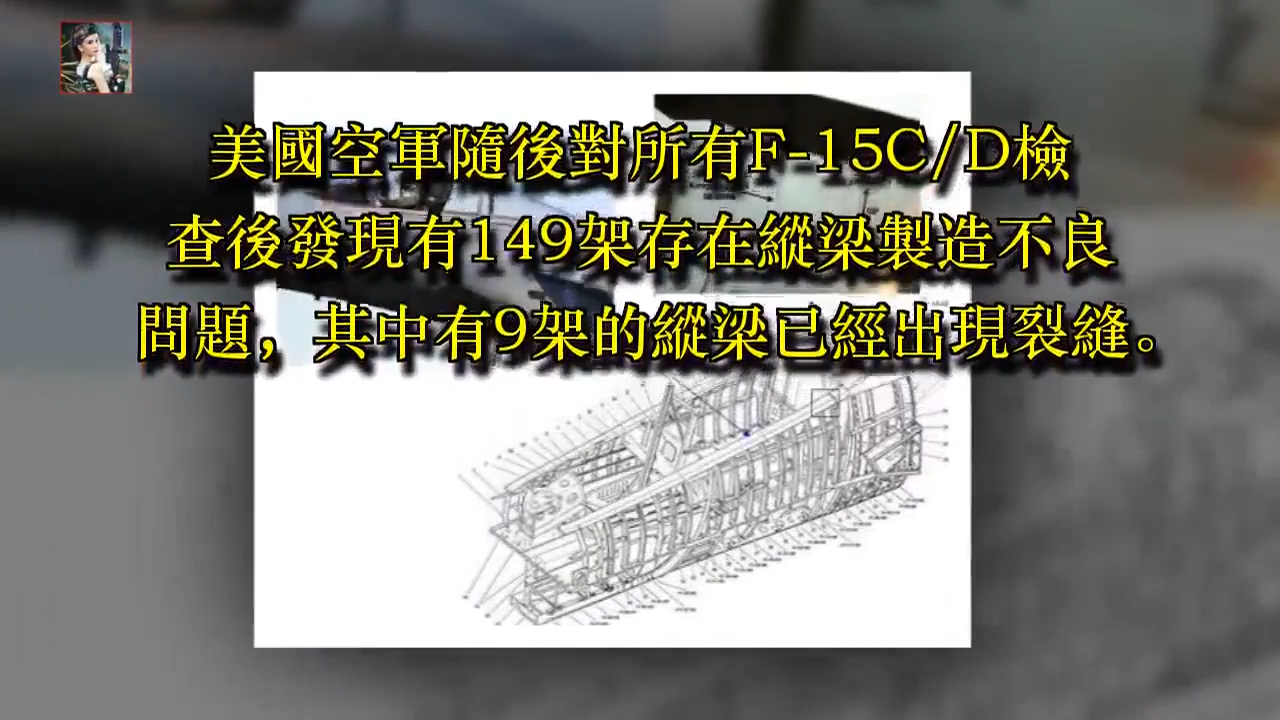 美國空軍隨後對所有F-15C/D檢
查後發現有149架存在縱梁製造不良
問題，其中有9架的縱梁已經出現裂縫。